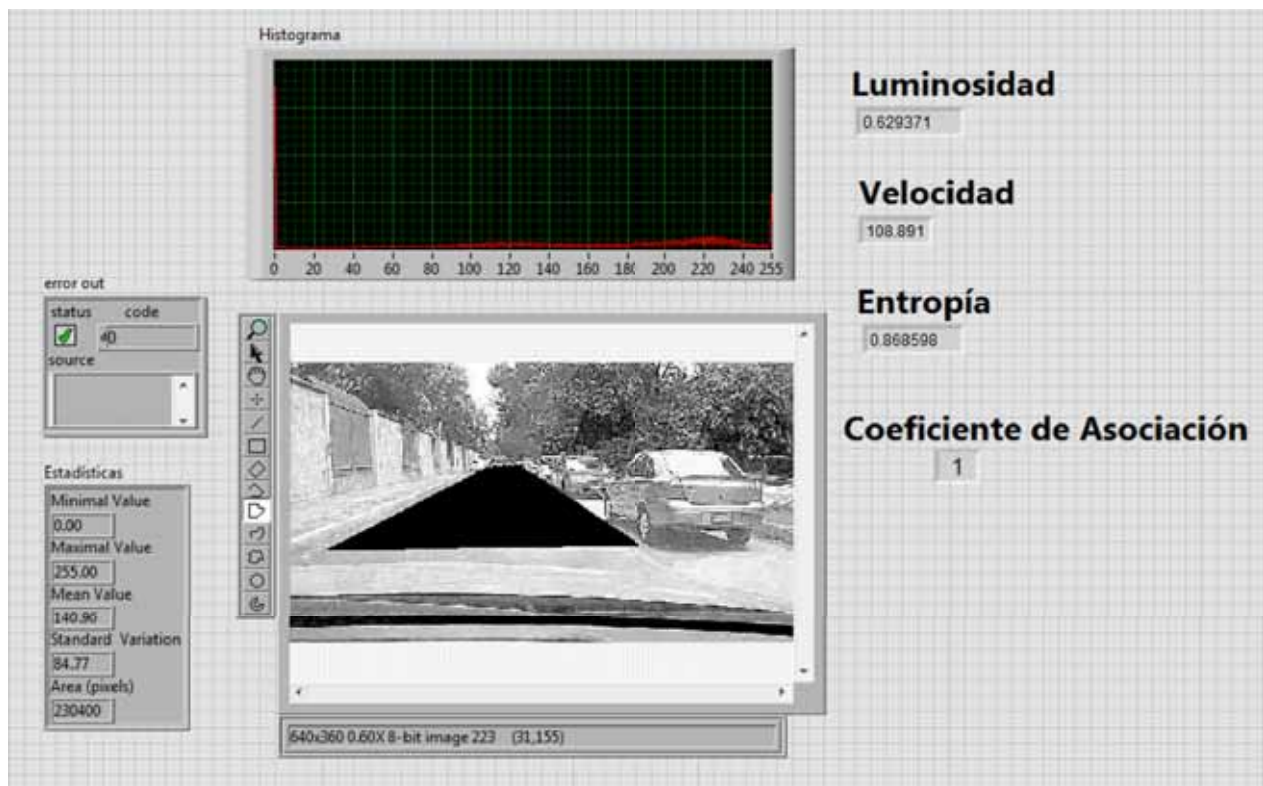 Histograma
0 20 40 60 80 100 120 140 160 180 200 220 240 255
Luminosidad
0.629371
Velocidad
108.891
Entropía
0.868598
Coeficiente de Asociación
1
error out
status code
source
Estadísticas
Minimal Value
0.00
Maximal Value
255.00
Mean Value
140.90
Standard Variation
84.77
Area (pixels)
230400
640x360 0.60X 8-bit image 223 (31,155)